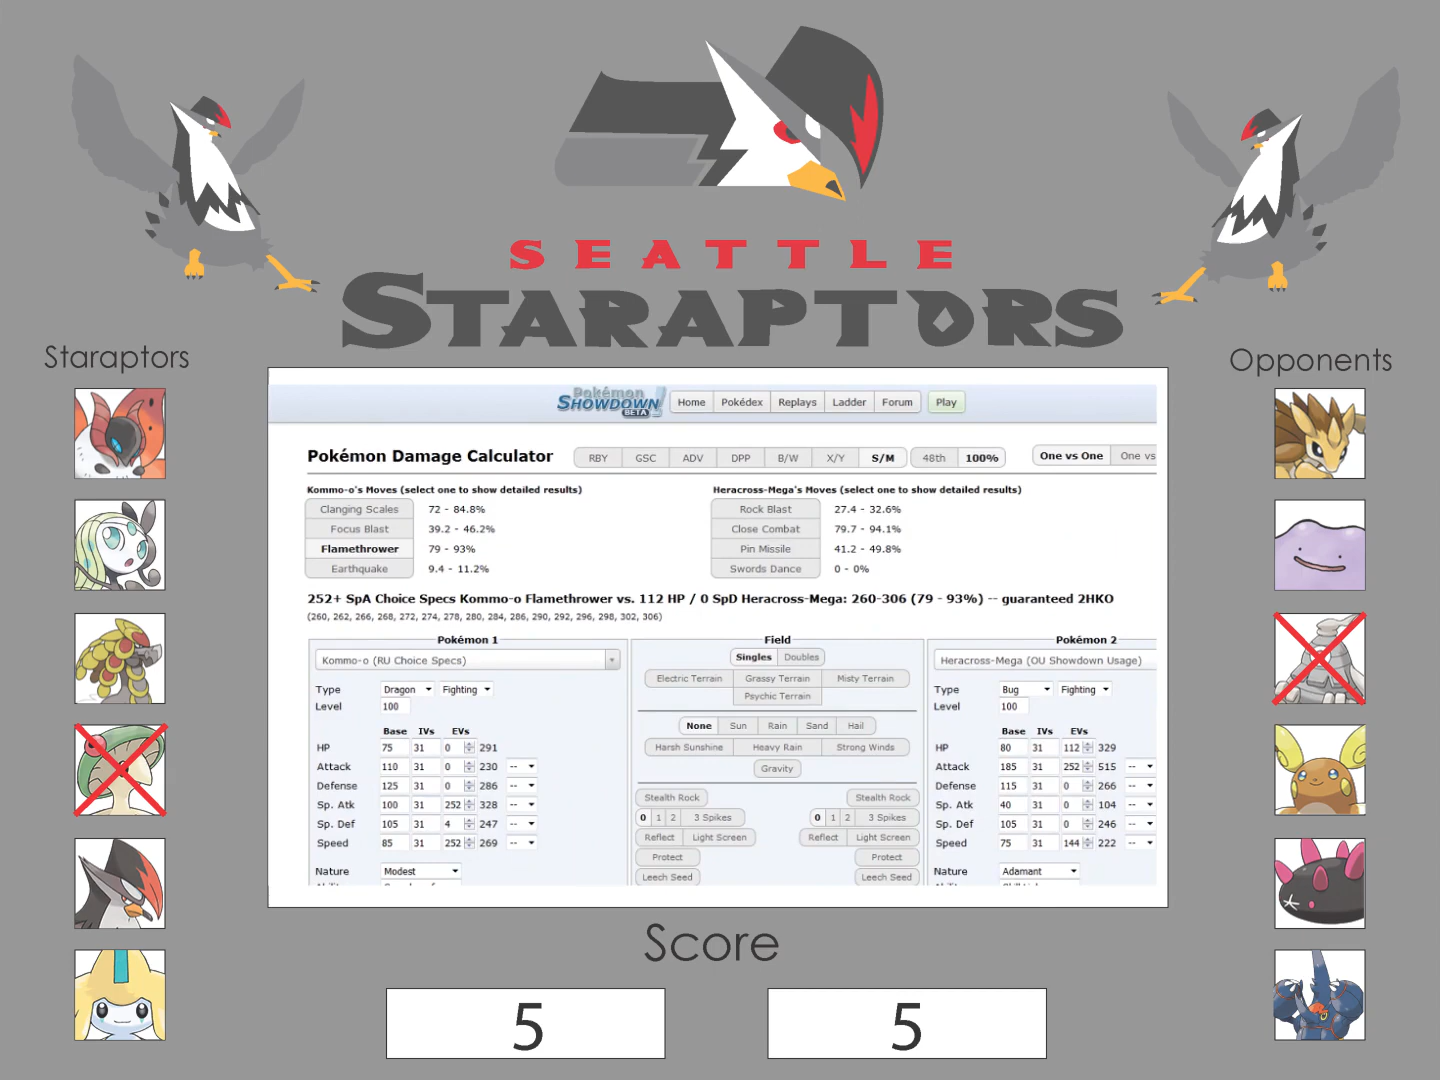 SEATTLE
STARAPTORS
Staraptors
Opponents
Pokémon
SHOWDOWN!
BETA
Home Pokédex Replays Ladder Forum Play
Pokémon Damage Calculator RBY GSC ADV DPP B/W X/Y S/M 48th 100% One vs One One vs
Kommo-o's Moves (select one to show detailed results) Heracross-Mega's Moves (select one to show detailed results)
Clanging Scales 72 - 84.8% Rock Blast 27.4 - 32.6%
Focus Blast 39.2 - 46.2% Close Combat 79.7 - 94.1%
Flamethrower 79 - 93% Pin Missile 41.2 - 49.8%
Earthquake 9.4 - 11.2% Swords Dance 0 - 0%
252+ SpA Choice Specs Kommo-o Flamethrower vs. 112 HP / 0 SpD Heracross-Mega: 260-306 (79 - 93%) -- guaranteed 2HKO
(260, 262, 266, 268, 272, 274, 278, 280, 284, 286, 290, 292, 296, 298, 302, 306)
Pokémon 1 Field Pokémon 2
Kommo-o (RU Choice Specs) Singles Doubles Heracross-Mega (OU Showdown Usage)
Electric Terrain Grassy Terrain Misty Terrain
Type Dragon Fighting Psychic Terrain Type Bug Fighting
Level 100 Level 100
None Sun Rain Sand Hail
Base IVs EVs Base IVs EVs
HP 75 31 0 291 Harsh Sunshine Heavy Rain Strong Winds HP 80 31 112 329
Attack 110 31 0 230 -- Gravity Attack 185 31 252 515 --
Defense 125 31 0 286 -- Defense 115 31 0 266 --
Sp. Atk 100 31 252 328 -- Stealth Rock Stealth Rock Sp. Atk 40 31 0 104 --
Sp. Def 105 31 4 247 -- 0 1 2 3 Spikes 0 1 2 3 Spikes Sp. Def 105 31 0 246 --
Speed 85 31 252 269 -- Reflect Light Screen Reflect Light Screen Speed 75 31 144 222 --
Protect Protect
Nature Modest Leech Seed Leech Seed Nature Adamant
Score
5 5